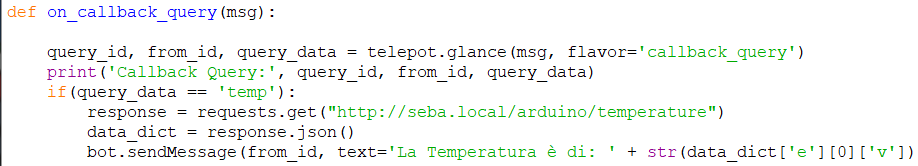 def on_callback_query(msg):
query_id, from_id, query_data = telepot.glance(msg, flavor='callback_query')
print('Callback Query:', query_id, from_id, query_data)
if(query_data == 'temp'):
response = requests.get("http://seba.local/arduino/temperature")
data_dict = response.json()
bot.sendMessage(from_id, text='La Temperatura è di: ' + str(data_dict['e'][0]['v'])